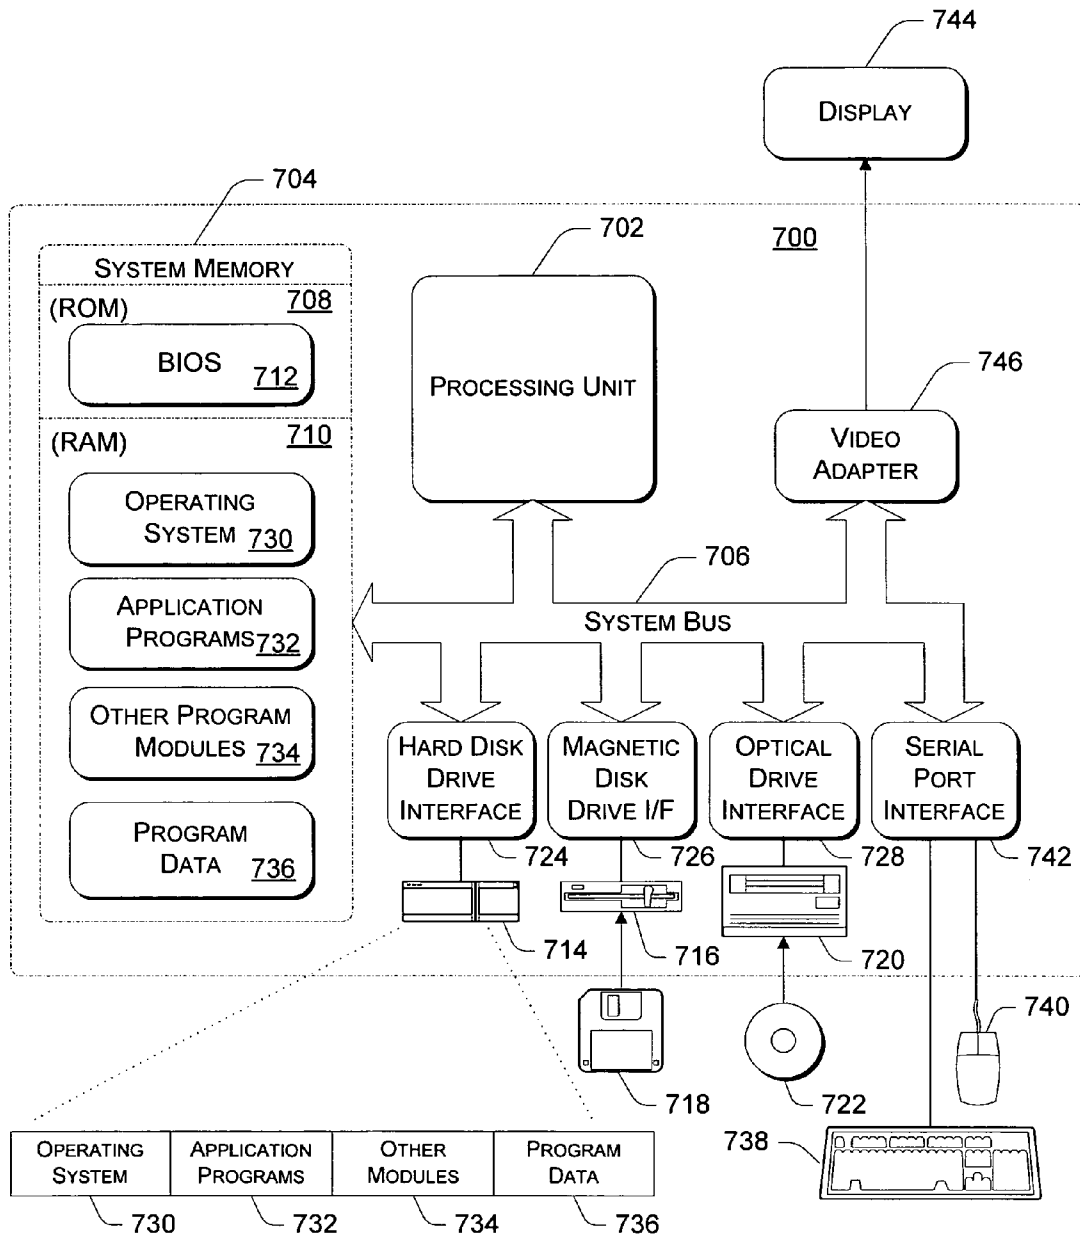 744
DISPLAY
704
702
700
SYSTEM MEMORY
(ROM)
708
BIOS
712
PROCESSING UNIT
746
(RAM)
710
VIDEO
ADAPTER
OPERATING
SYSTEM
730
706
SYSTEM BUS
APPLICATION
PROGRAMS
732
OTHER PROGRAM
MODULES
734
PROGRAM
DATA
736
HARD DISK
DRIVE
INTERFACE
MAGNETIC
DISK
DRIVE I/F
OPTICAL
DRIVE
INTERFACE
SERIAL
PORT
INTERFACE
724
726
728
742
714
716
720
740
718
722
738
OPERATING
SYSTEM
APPLICATION
PROGRAMS
OTHER
MODULES
PROGRAM
DATA
730
732
734
736